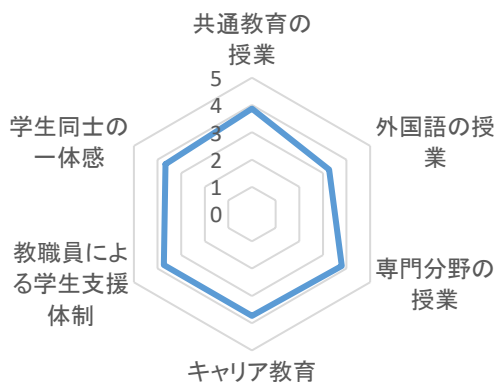 共通教育の
授業
外国語の授
業
専門分野の
授業
キャリア教育
教職員によ
る学生支援
体制
学生同士の
一体感
5
4
3
2
1
0